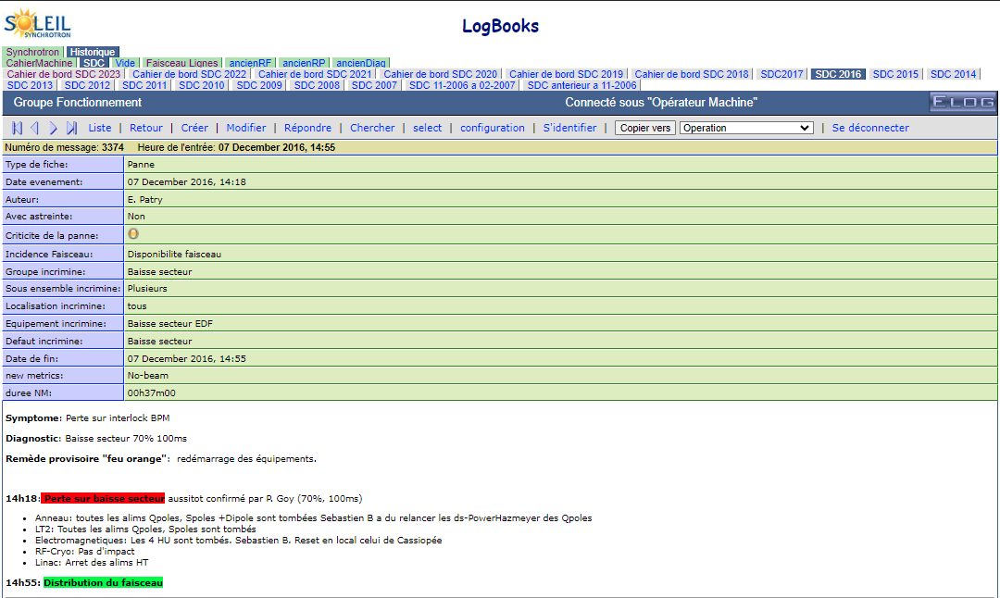 SOLEIL
SYNCHROTRON
LogBooks
Synchrotron Historique
CahierMachine SDC Vide Faisceau Lignes ancienRF ancienRP ancienDiag
Cahier de bord SDC 2023 Cahier de bord SDC 2022 Cahier de bord SDC 2021 Cahier de bord SDC 2020 Cahier de bord SDC 2019 Cahier de bord SDC 2018 SDC2017 SDC 2016 SDC 2015 SDC 2014
SDC 2013 SDC 2012 SDC 2011 SDC 2010 SDC 2009 SDC 2008 SDC 2007 SDC 11-2006 a 02-2007 SDC anterieur a 11-2006
Groupe Fonctionnement Connecté sous "Opérateur Machine" ELOG
Liste | Retour | Créer | Modifier | Répondre | Chercher | select | configuration | S'identifier | Copier vers Operation | Se déconnecter
Numéro de message: 3374 Heure de l'entrée: 07 December 2016, 14:55
Type de fiche: Panne
Date evenement: 07 December 2016, 14:18
Auteur: E. Patry
Avec astreinte: Non
Criticite de la panne:
Incidence Faisceau: Disponibilite faisceau
Groupe incrimine: Baisse secteur
Sous ensemble incrimine: Plusieurs
Localisation incrimine: tous
Equipement incrimine: Baisse secteur EDF
Defaut incrimine: Baisse secteur
Date de fin: 07 December 2016, 14:55
new metrics: No-beam
duree NM: 00h37m00
Symptome: Perte sur interlock BPM
Diagnostic: Baisse secteur 70% 100ms
Remède provisoire "feu orange": redémarrage des équipements.
14h18: Perte sur baisse secteur aussitot confirmé par P. Goy (70%, 100ms)
• Anneau: toutes les alims Qpoles, Spoles +Dipole sont tombées Sebastien B a du relancer les ds-PowerHazmeyer des Qpoles
• LT2: Toutes les alims Qpoles, Spoles sont tombés
• Electromagnetiques: Les 4 HU sont tombés. Sebastien B. Reset en local celui de Cassiopée
• RF-Cryo: Pas d'impact
• Linac: Arret des alims HT
14h55: Distribution du faisceau